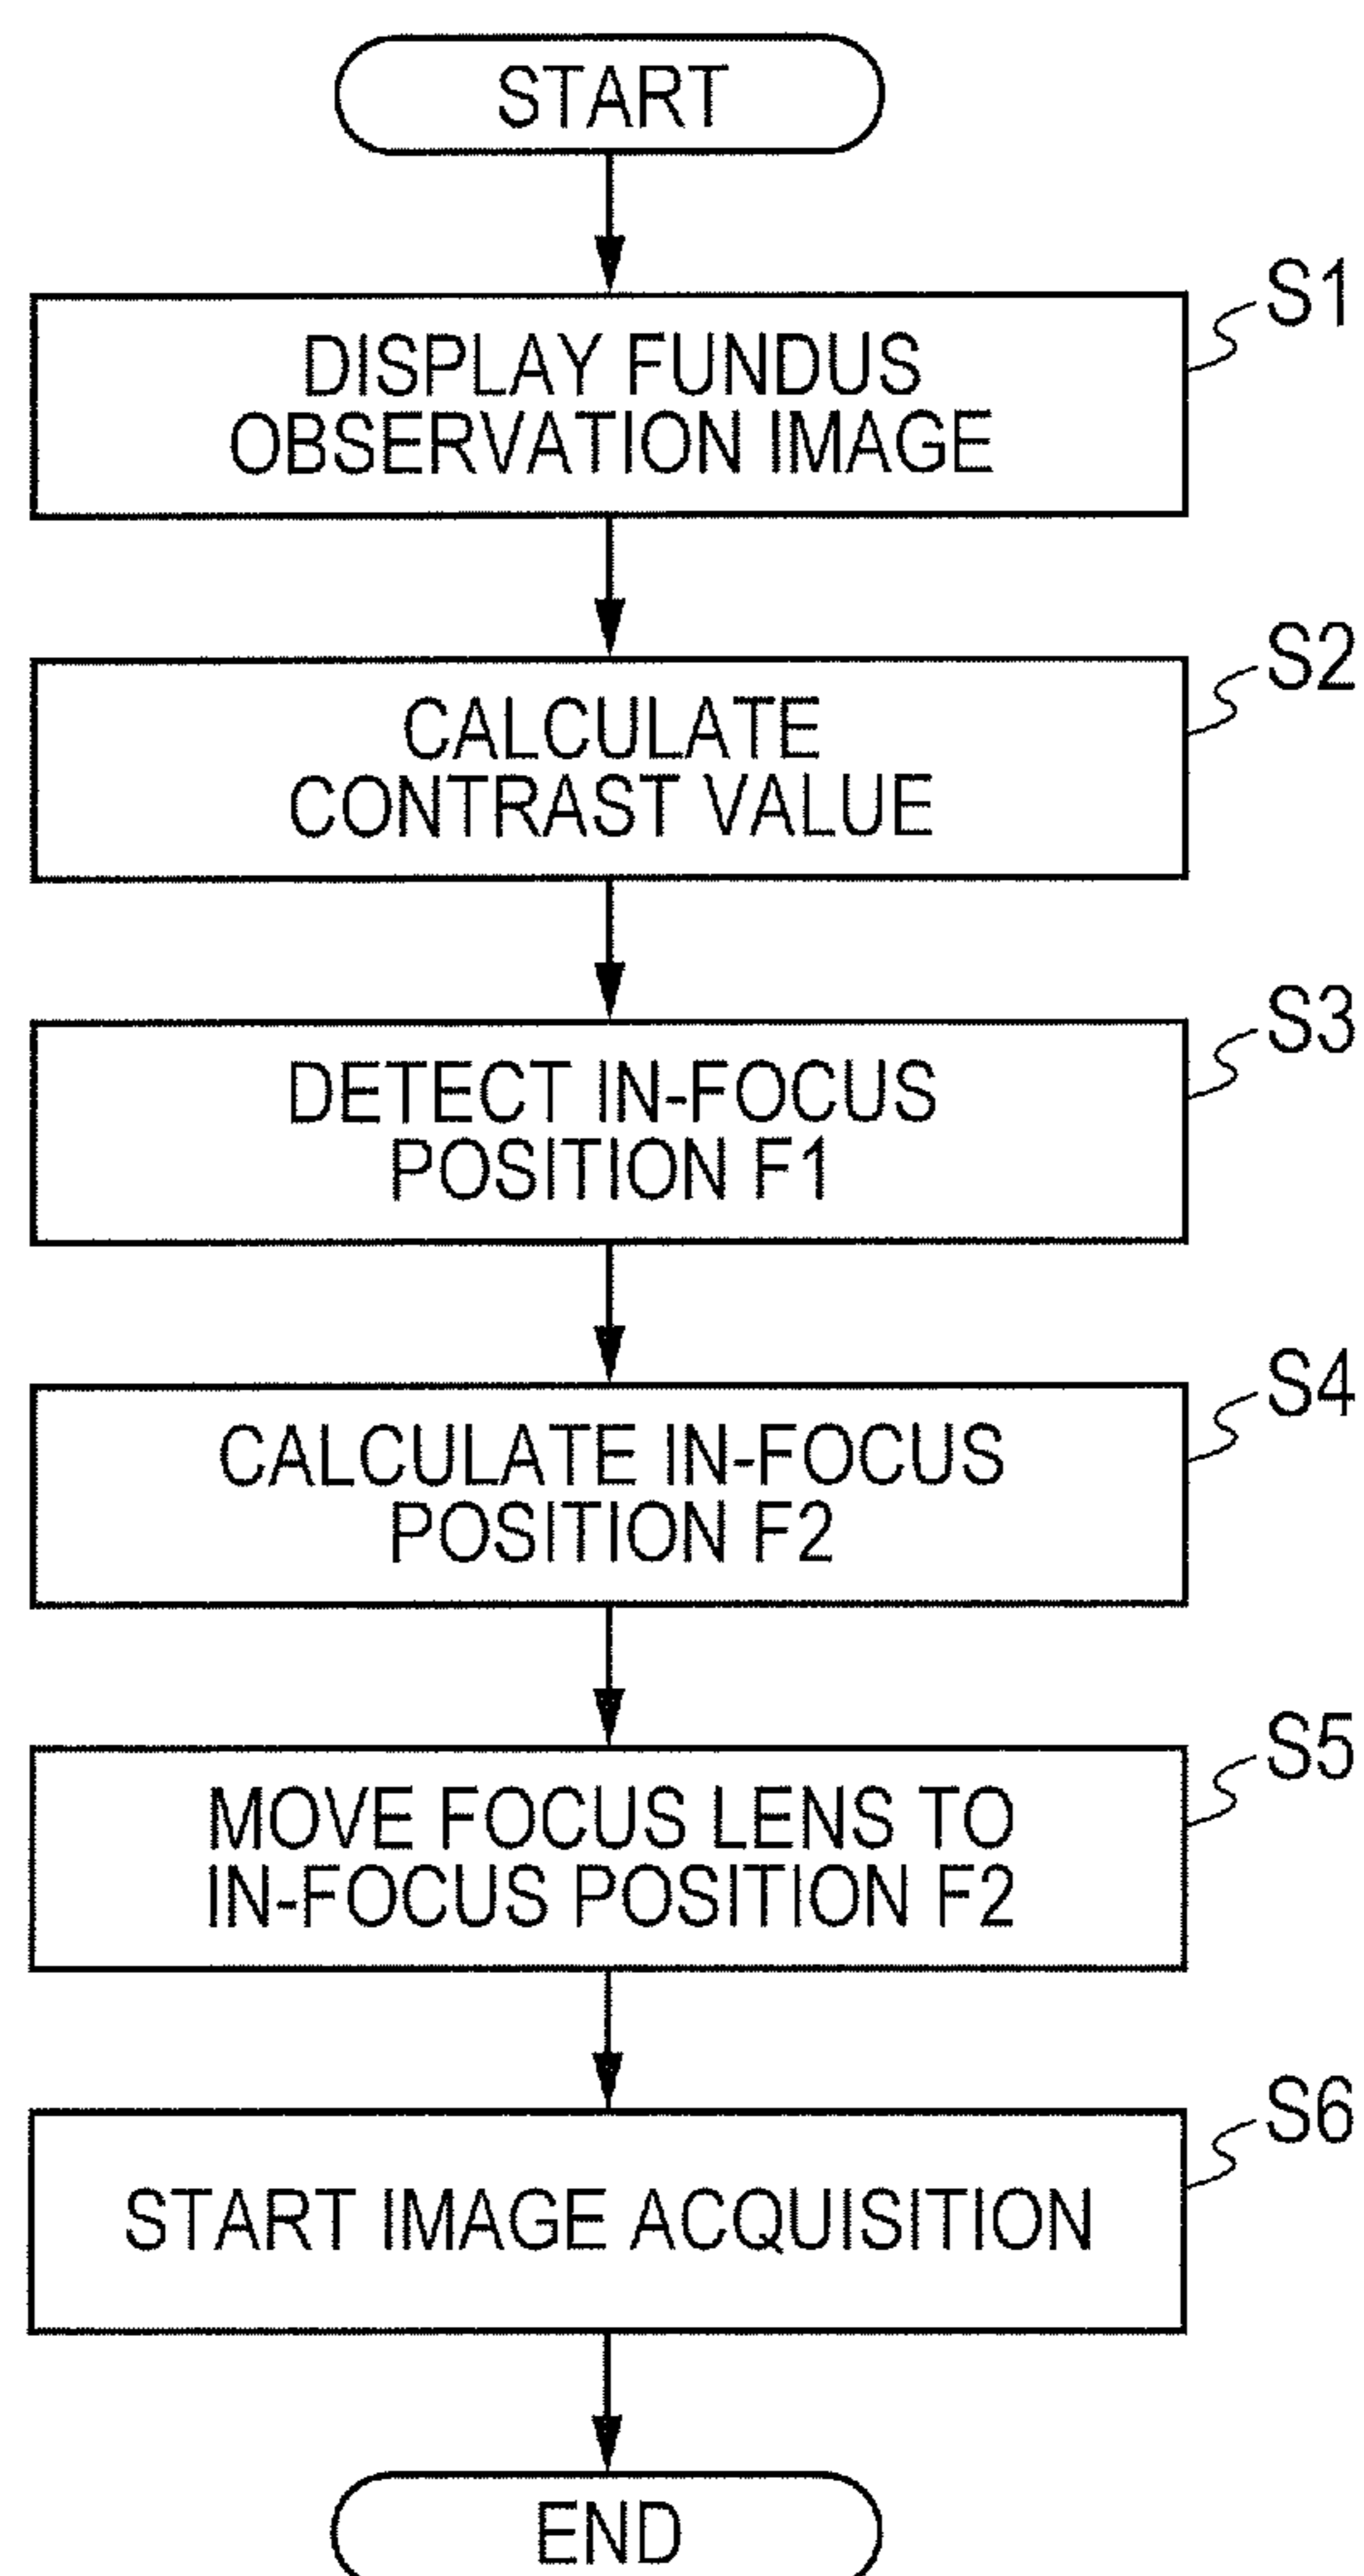 START
S1
DISPLAY FUNDUS
OBSERVATION IMAGE
S2
CALCULATE
CONTRAST VALUE
S3
DETECT IN-FOCUS
POSITION F1
S4
CALCULATE IN-FOCUS
POSITION F2
S5
MOVE FOCUS LENS TO
IN-FOCUS POSITION F2
S6
START IMAGE ACQUISITION
END